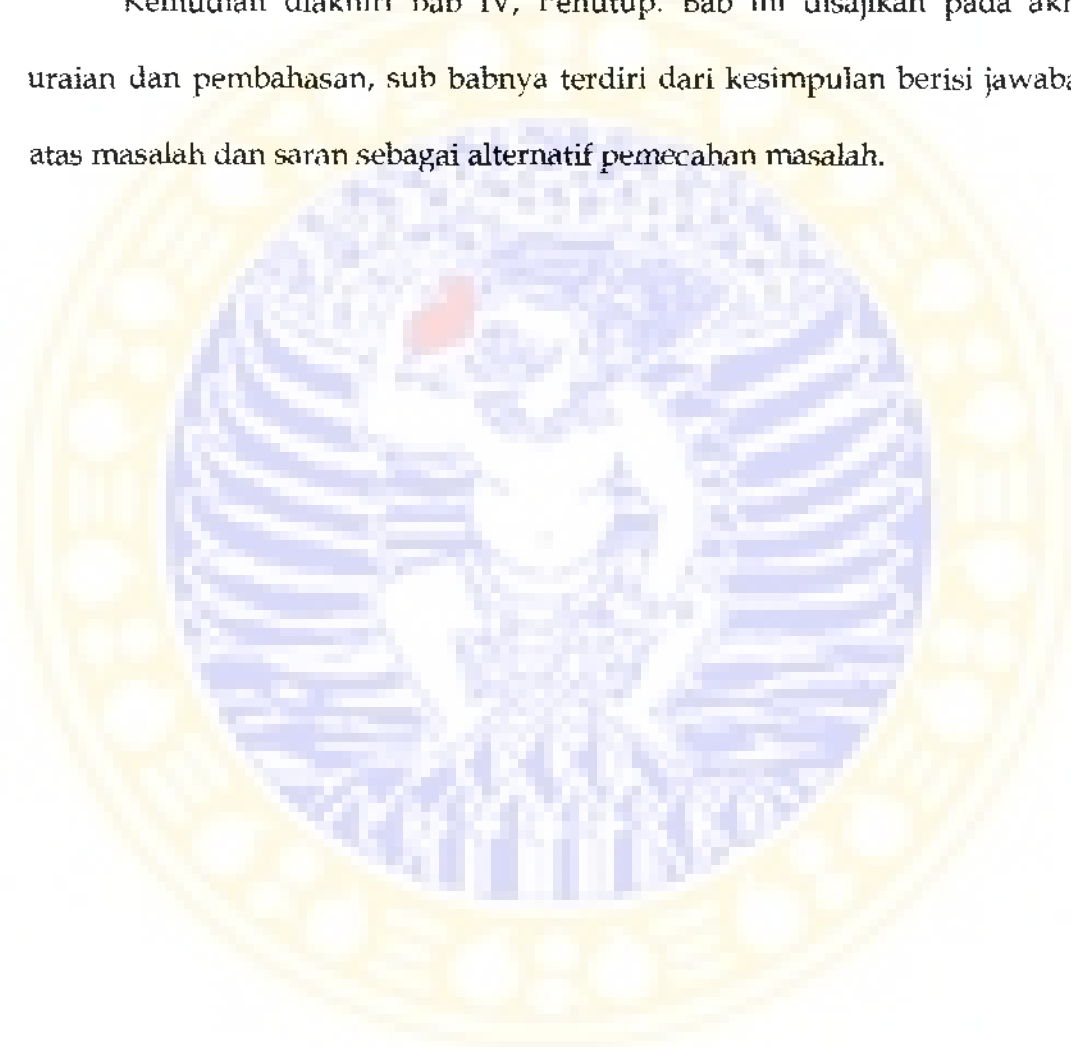 Kemudian diakhiri Bab IV, Penutup. Bab ini disajikan pada akh
uraian dan pembahasan, sub babnya terdiri dari kesimpulan berisi jawaba
atas masalah dan saran sebagai alternatif pemecahan masalah.